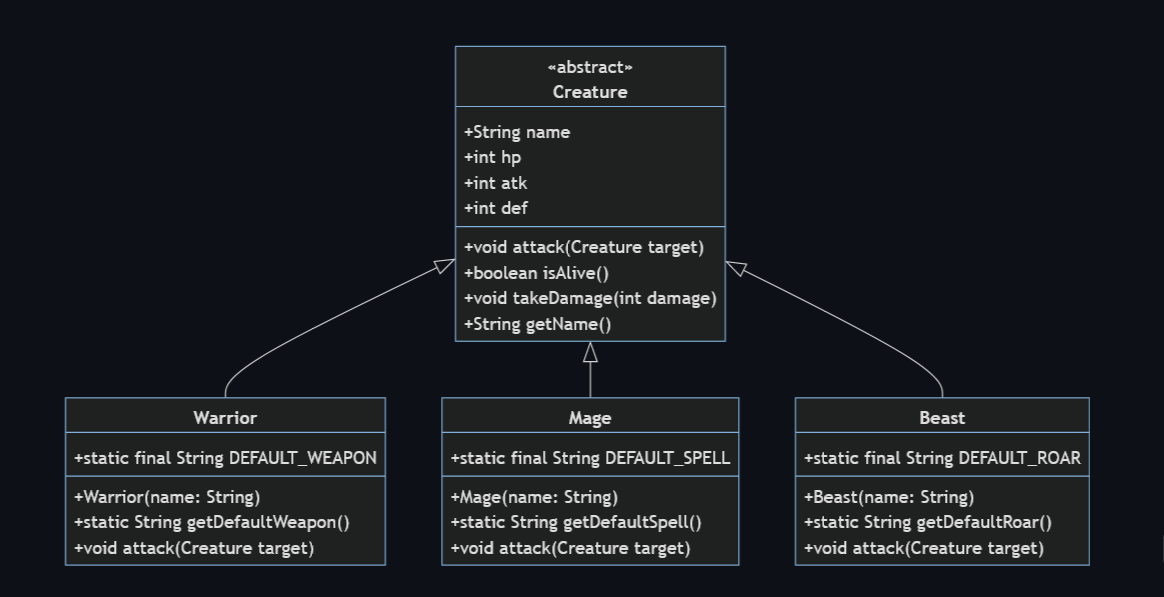 «abstract»
Creature
+String name
+int hp
+int atk
+int def
+void attack(Creature target)
+boolean isAlive()
+void takeDamage(int damage)
+String getName()
Warrior
+static final String DEFAULT_WEAPON
+Warrior(name: String)
+static String getDefaultWeapon()
+void attack(Creature target)
Mage
+static final String DEFAULT_SPELL
+Mage(name: String)
+static String getDefaultSpell()
+void attack(Creature target)
Beast
+static final String DEFAULT_ROAR
+Beast(name: String)
+static String getDefaultRoar()
+void attack(Creature target)